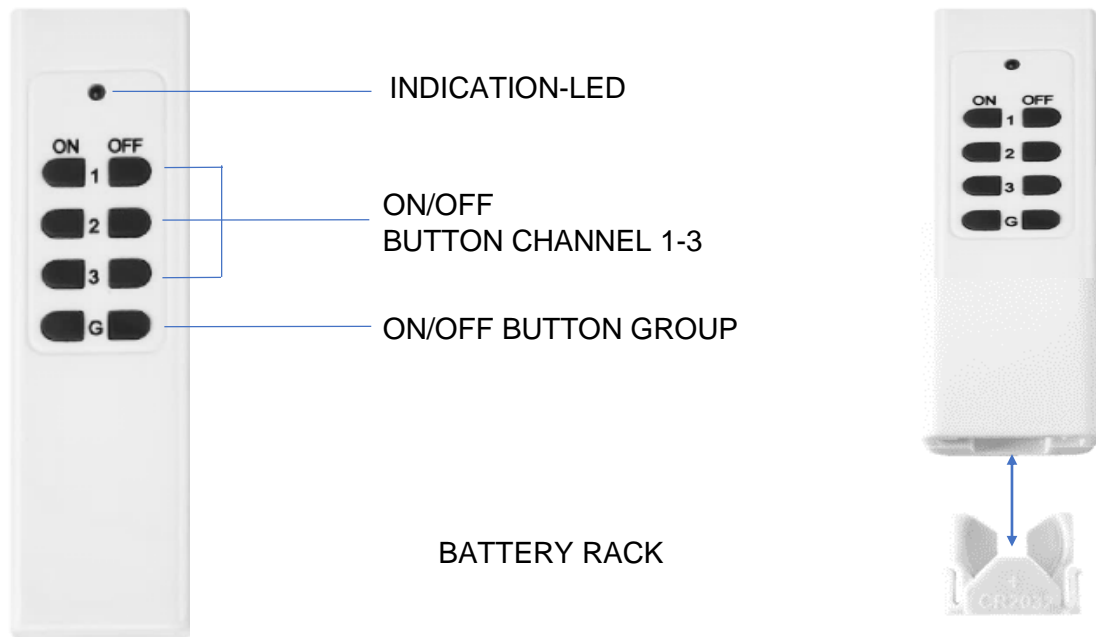 INDICATION-LED
ON OFF
1
2
3
G
ON/OFF
BUTTON CHANNEL 1-3
ON/OFF BUTTON GROUP
BATTERY RACK
ON OFF
1
2
3
G
+
CR2032